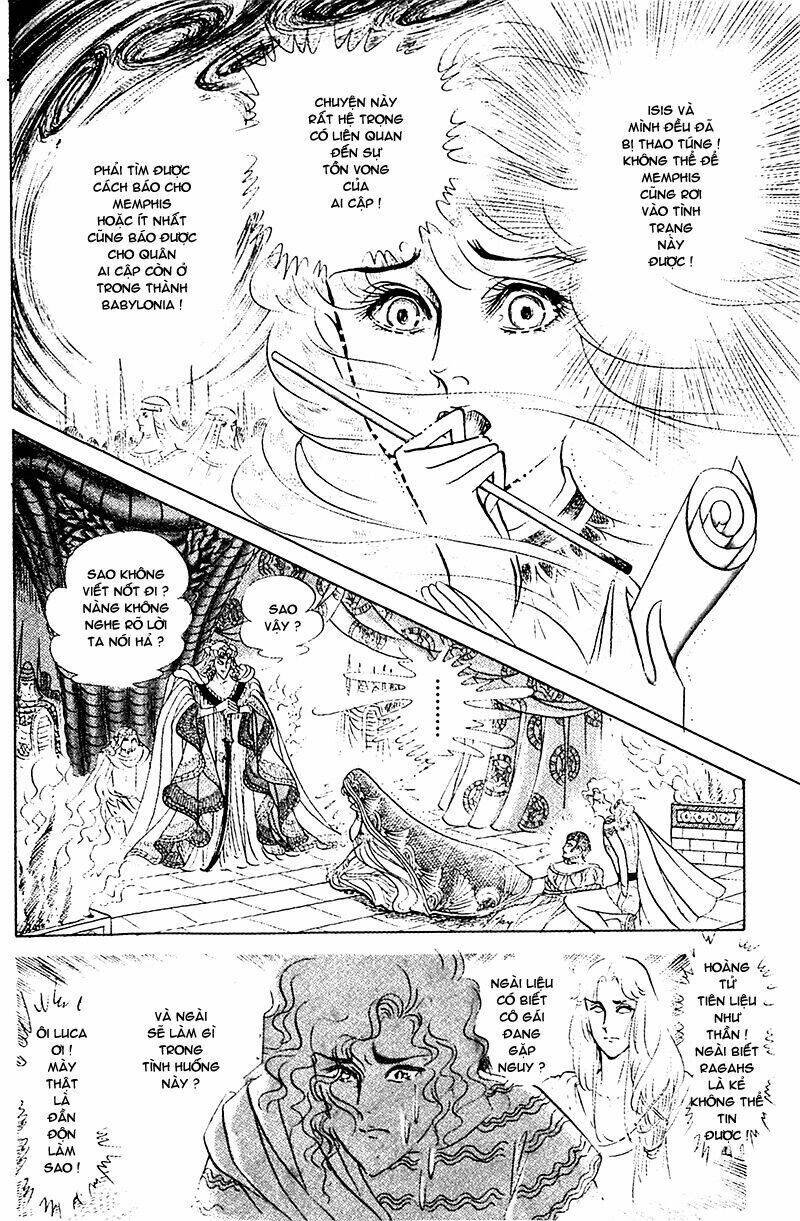 ISIS VÀ
MÌNH ĐỀU ĐÃ
BỊ THAO TÚNG !
KHÔNG THỂ ĐỂ
MEMPHIS
CŨNG RƠI
VÀO TÌNH
TRẠNG
NÀY
ĐƯỢC !
CHUYỆN NÀY
RẤT HỆ TRỌNG
CÓ LIÊN QUAN
ĐẾN SỰ
TỒN VONG
CỦA
AI CẬP !
PHẢI TÌM ĐƯỢC
CÁCH BÁO CHO
MEMPHIS
HOẶC ÍT NHẤT
CŨNG BÁO ĐƯỢC
CHO QUÂN
AI CẬP CÒN Ở
TRONG THÀNH
BABYLONIA !
SAO KHÔNG
VIẾT NỐT ĐI ?
NÀNG KHÔNG
NGHE RÕ LỜI
TA NÓI HẢ ?
SAO
VẬY ?
HOÀNG
TỬ
TIÊN LIỆU
NHƯ
THẦN !
NGÀI BIẾT
RAGAHS
LÀ KẺ
KHÔNG THỂ
TIN
ĐƯỢC !
NGÀI LIỆU
CÓ BIẾT
CÔ GÁI
ĐANG
GẶP
NGUY ?
VÀ NGÀI
SẼ LÀM GÌ
TRONG
TÌNH HUỐNG
NÀY ?
ÔI LUCA
ƠI !
MÀY
THẬT
LÀ
ĐẦN
ĐỘN
LÀM
SAO !